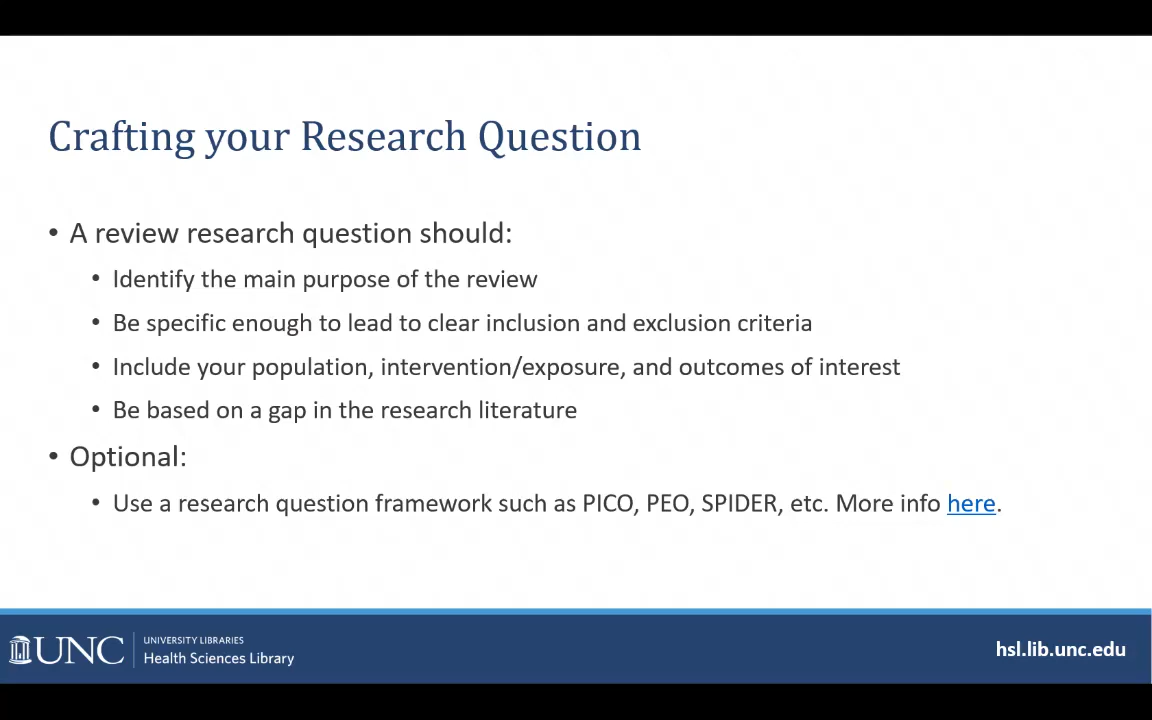 Crafting your Research Question
• A review research question should:
• Identify the main purpose of the review
• Be specific enough to lead to clear inclusion and exclusion criteria
• Include your population, intervention/exposure, and outcomes of interest
• Be based on a gap in the research literature
• Optional:
• Use a research question framework such as PICO, PEO, SPIDER, etc. More info here.
UNC
UNIVERSITY LIBRARIES
Health Sciences Library
hsl.lib.unc.edu